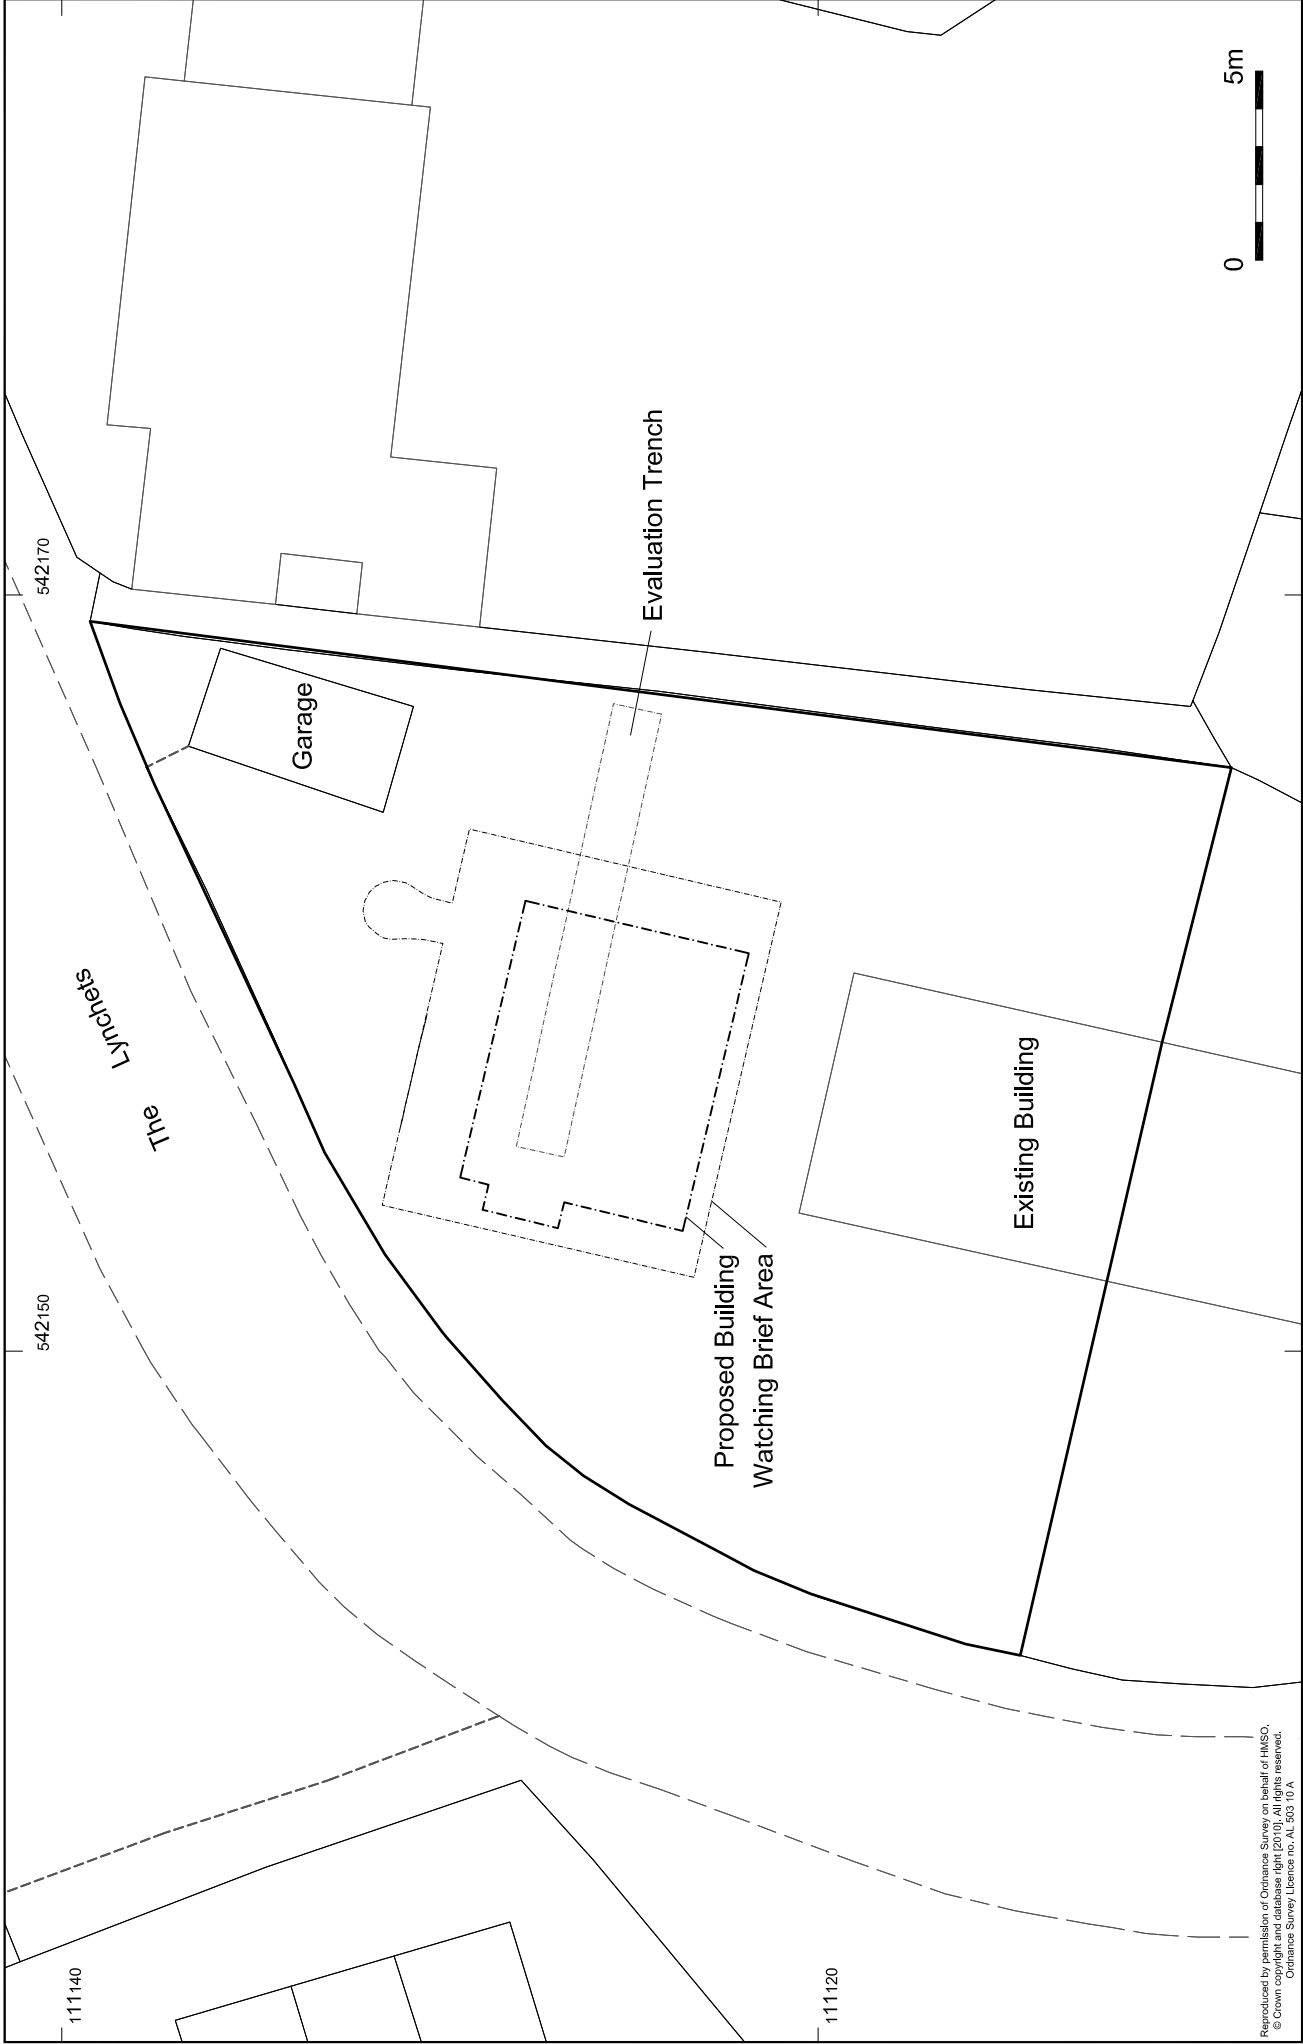 111140
542150
542170
The
Lynchets
Garage
Evaluation Trench
Proposed Building
Watching Brief Area
111120
Existing Building
0
5m
Reproduced by permission of Ordnance Survey on behalf of HMSO.
© Crown copyright and database right [2010]. All rights reserved.
Ordnance Survey Licence no. AL 503 10 A